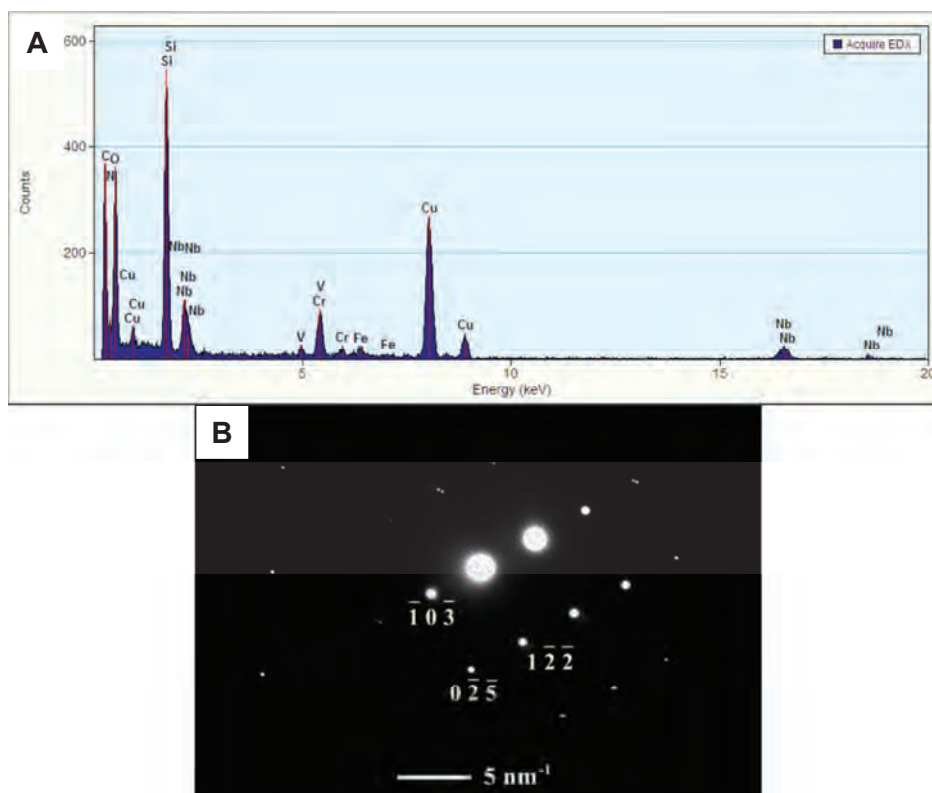 A
600
400
200
Counts
Acquire EDX
Si
Si
C O
N
Cu
Cu
Cu
Nb Nb
Nb
Nb
Nb
V
V
Cr
Cr Fe
Fe
Cu
Cu
Nb
Nb
Nb
Nb
5
10
15
20
Energy (keV)
B
1̅ 0 3̅
1 2̅ 2̅
0 2̅ 5̅
5 nm⁻¹